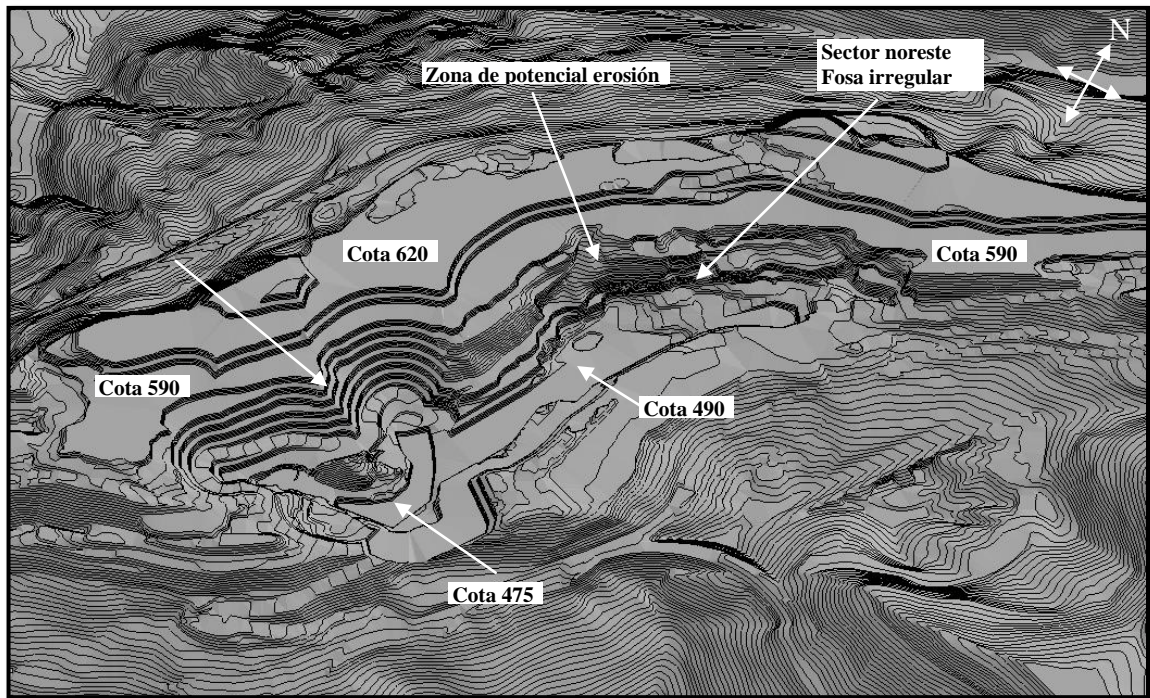 N
Sector noreste
Fosa irregular
Zona de potencial erosión
Cota 620
Cota 590
Cota 590
Cota 490
Cota 475